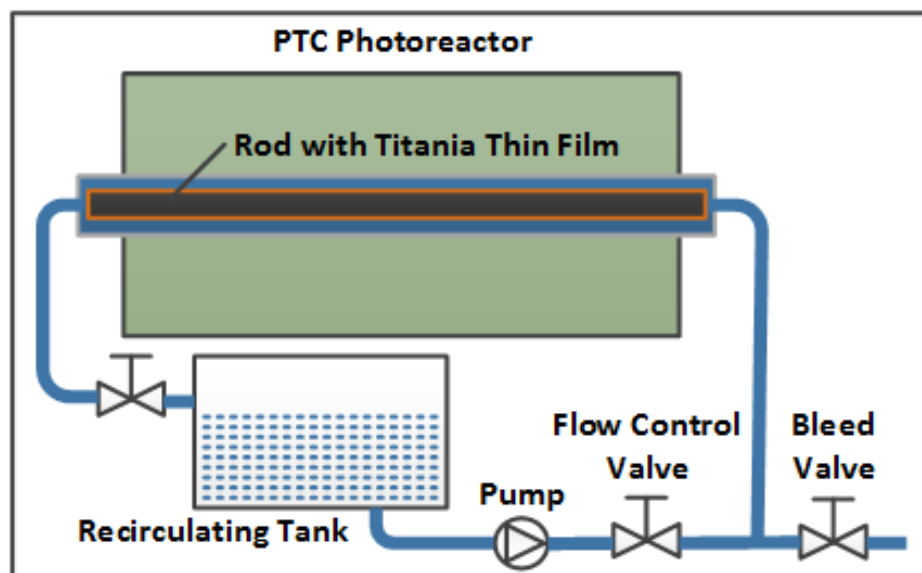 PTC Photoreactor
Rod with Titania Thin Film
Flow Control
Valve
Bleed
Valve
Pump
Recirculating Tank